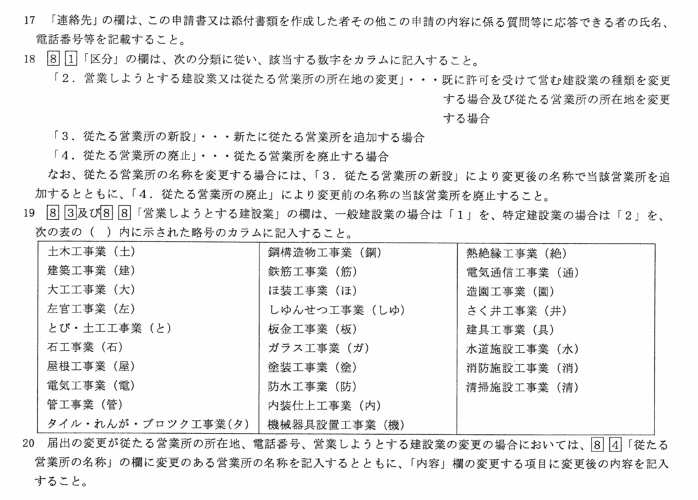 17 「連絡先」の欄は、この申請書又は添付書類を作成した者その他この申請の内容に係る質問等に応答できる者の氏名、
電話番号等を記載すること。
18 8 1「区分」の欄は、次の分類に従い、該当する数字をカラムに記入すること。
「2．営業しようとする建設業又は従たる営業所の所在地の変更」・・・既に許可を受けて営む建設業の種類を変更
する場合及び従たる営業所の所在地を変更
する場合
「3．従たる営業所の新設」・・・新たに従たる営業所を追加する場合
「4．従たる営業所の廃止」・・・従たる営業所を廃止する場合
なお、従たる営業所の名称を変更する場合には、「3．従たる営業所の新設」により変更後の名称で当該営業所を追
加するとともに、「4．従たる営業所の廃止」により変更前の名称の当該営業所を廃止すること。
19 8 3及び8 8「営業しようとする建設業」の欄は、一般建設業の場合は「1」を、特定建設業の場合は「2」を、
次の表の（ ）内に示された略号のカラムに記入すること。
土木工事業（土）
建築工事業（建）
大工工事業（大）
左官工事業（左）
とび・土工工事業（と）
石工事業（石）
屋根工事業（屋）
電気工事業（電）
管工事業（管）
タイル・れんが・ブロツク工事業(タ)
鋼構造物工事業（鋼）
鉄筋工事業（筋）
ほ装工事業（ほ）
しゆんせつ工事業（しゆ）
板金工事業（板）
ガラス工事業（ガ）
塗装工事業（塗）
防水工事業（防）
内装仕上工事業（内）
機械器具設置工事業（機）
熱絶縁工事業（絶）
電気通信工事業（通）
造園工事業（園）
さく井工事業（井）
建具工事業（具）
水道施設工事業（水）
消防施設工事業（消）
清掃施設工事業（清）
20 届出の変更が従たる営業所の所在地、電話番号、営業しようとする建設業の変更の場合においては、8 4「従たる
営業所の名称」の欄に変更のある営業所の名称を記入するとともに、「内容」欄の変更する項目に変更後の内容を記入
すること。